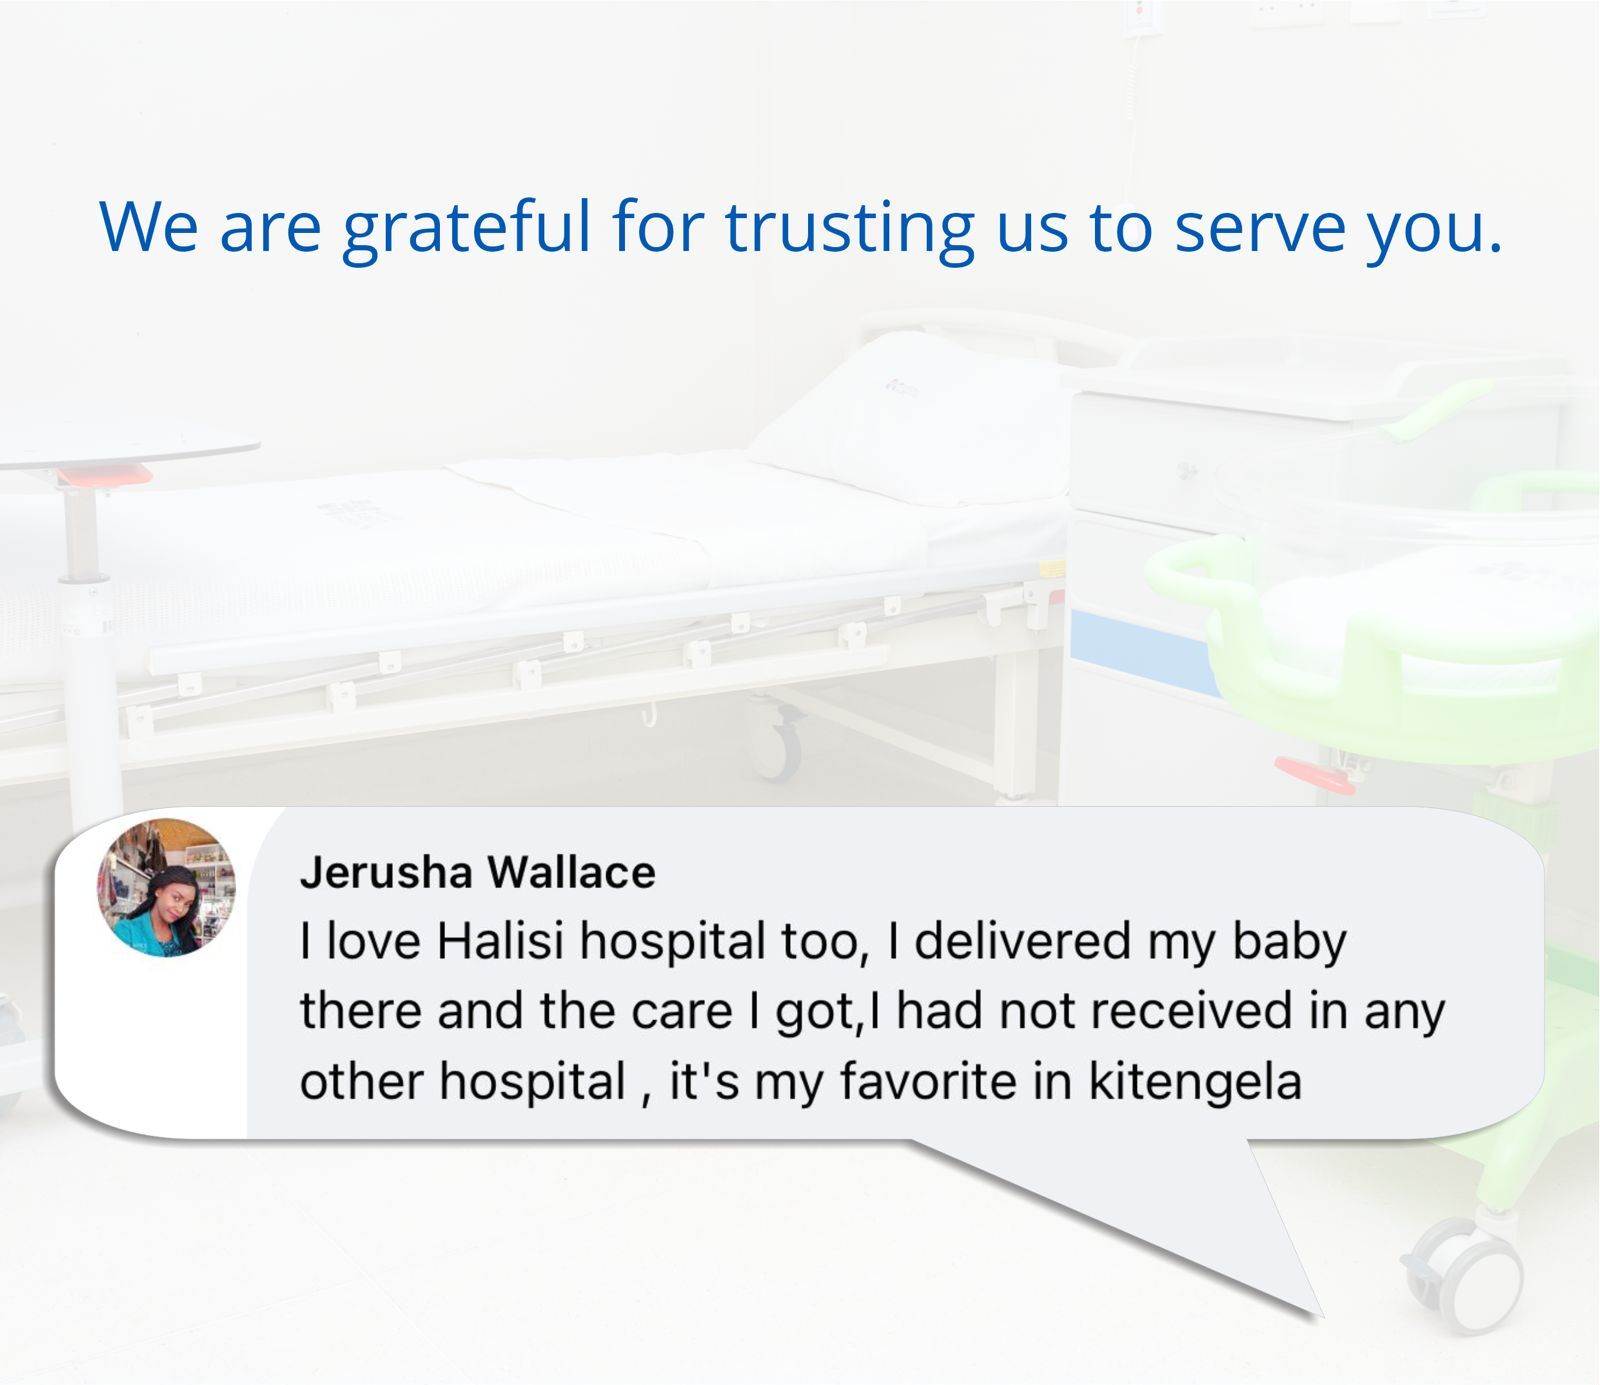 We are grateful for trusting us to serve you.
Jerusha Wallace
I love Halisi hospital too, I delivered my baby
there and the care I got,I had not received in any
other hospital , it's my favorite in kitengela